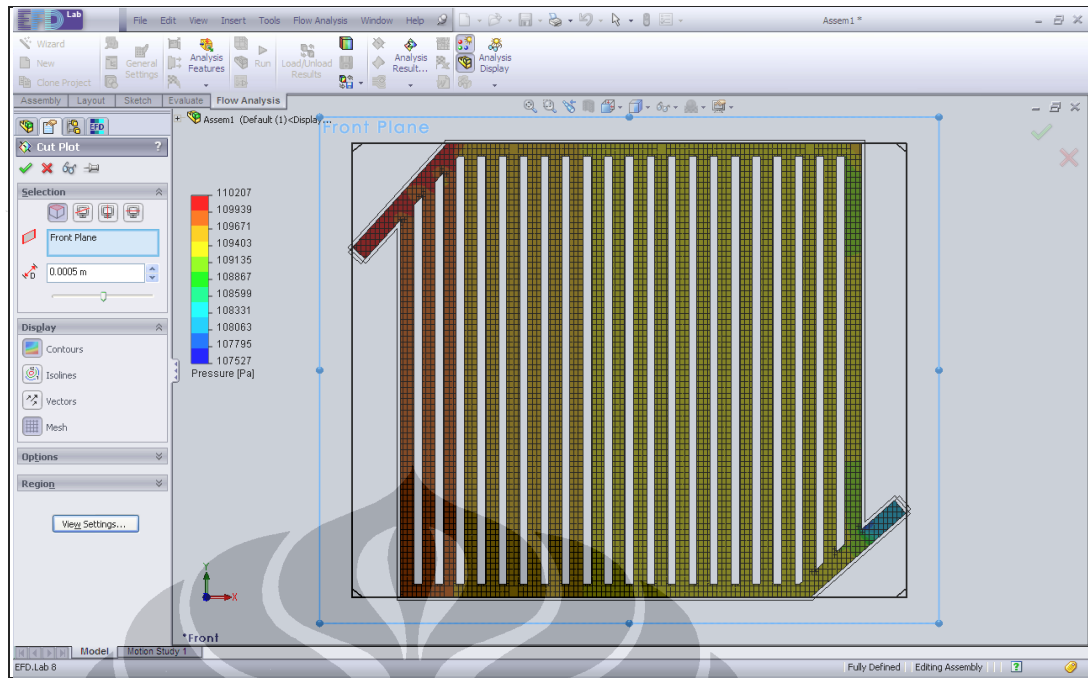 EFD Lab File Edit View Insert Tools Flow Analysis Window Help Assem1 *
Wizard
New
Clone Project
General Settings
Analysis Features
Run
Load/Unload Results
Analysis Result...
Analysis Display
Assembly Layout Sketch Evaluate Flow Analysis
Assem1 (Default (1)<Display...
Front Plane
EFD
Cut Plot ?
Selection
Front Plane
D 0.0005 m
Display
Contours
Isolines
Vectors
Mesh
Options
Region
View Settings...
110207
109939
109671
109403
109135
108867
108599
108331
108063
107795
107527
Pressure [Pa]
Y
X
*Front
Model Motion Study 1
EFD.Lab 8 Fully Defined Editing Assembly ?